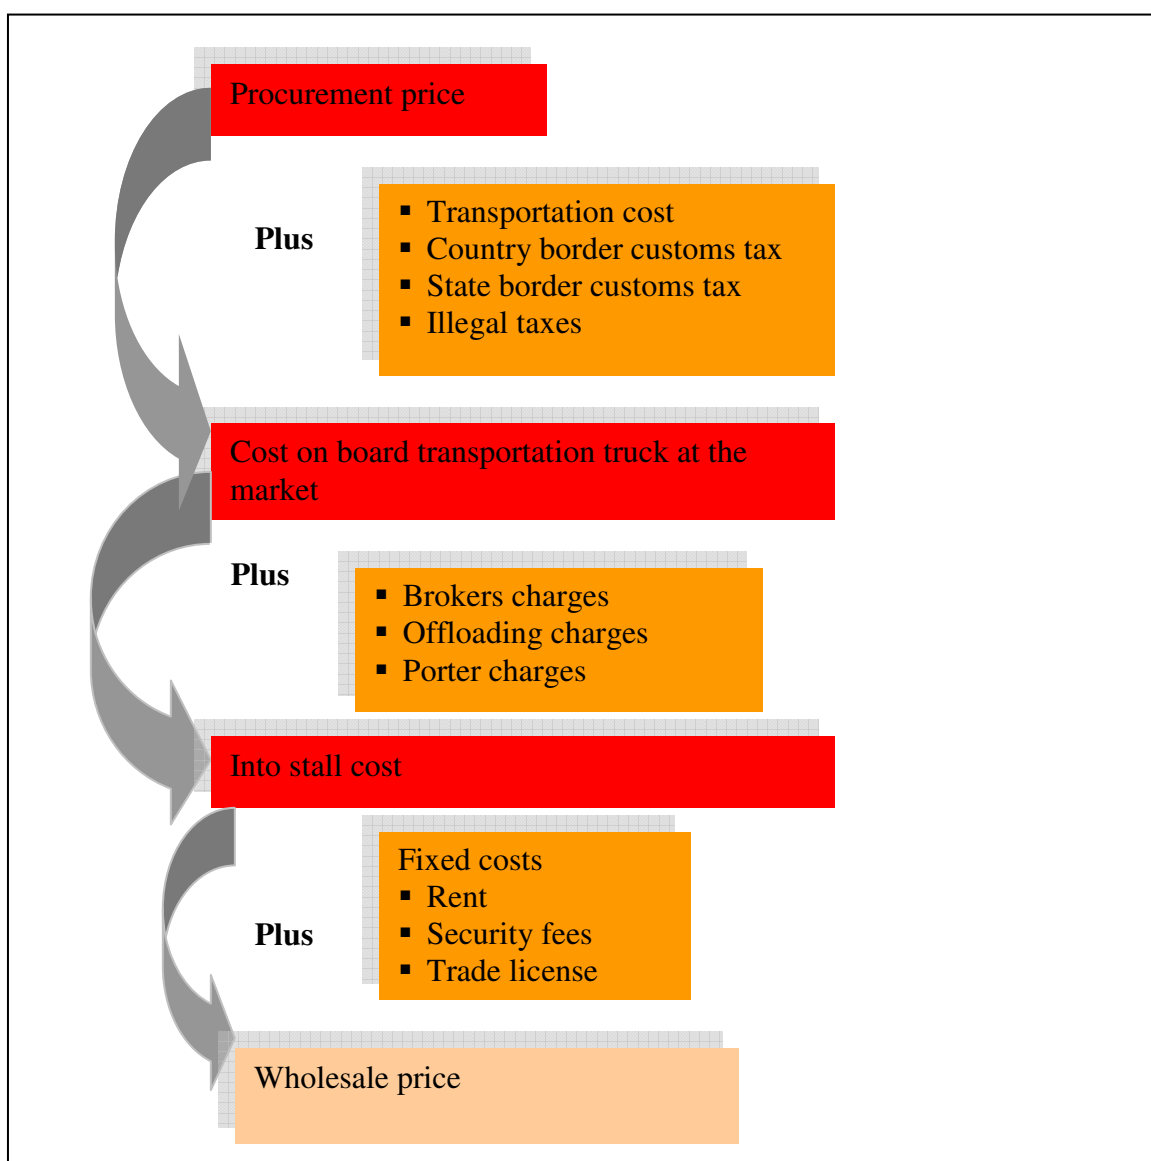 Procurement price
Plus
▪ Transportation cost
▪ Country border customs tax
▪ State border customs tax
▪ Illegal taxes
Cost on board transportation truck at the
market
Plus
▪ Brokers charges
▪ Offloading charges
▪ Porter charges
Into stall cost
Fixed costs
▪ Rent
Plus
▪ Security fees
▪ Trade license
Wholesale price